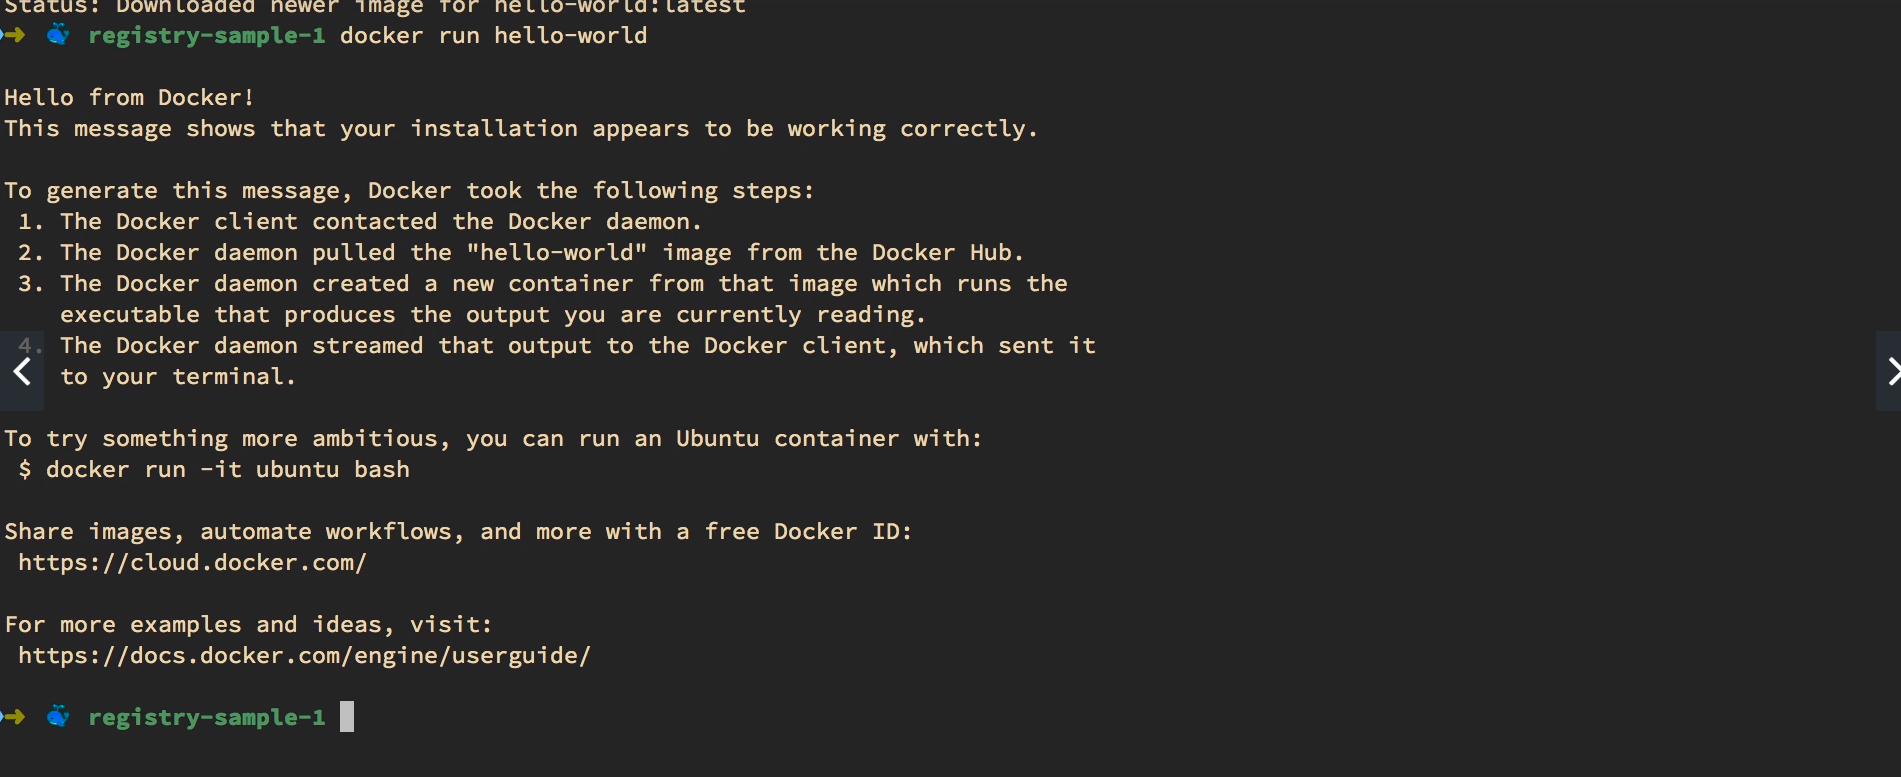 Status: Downloaded newer image for hello-world:latest
registry-sample-1 docker run hello-world
Hello from Docker!
This message shows that your installation appears to be working correctly.
To generate this message, Docker took the following steps:
1. The Docker client contacted the Docker daemon.
2. The Docker daemon pulled the "hello-world" image from the Docker Hub.
3. The Docker daemon created a new container from that image which runs the
executable that produces the output you are currently reading.
4. The Docker daemon streamed that output to the Docker client, which sent it
to your terminal.
To try something more ambitious, you can run an Ubuntu container with:
$ docker run -it ubuntu bash
Share images, automate workflows, and more with a free Docker ID:
https://cloud.docker.com/
For more examples and ideas, visit:
https://docs.docker.com/engine/userguide/
registry-sample-1